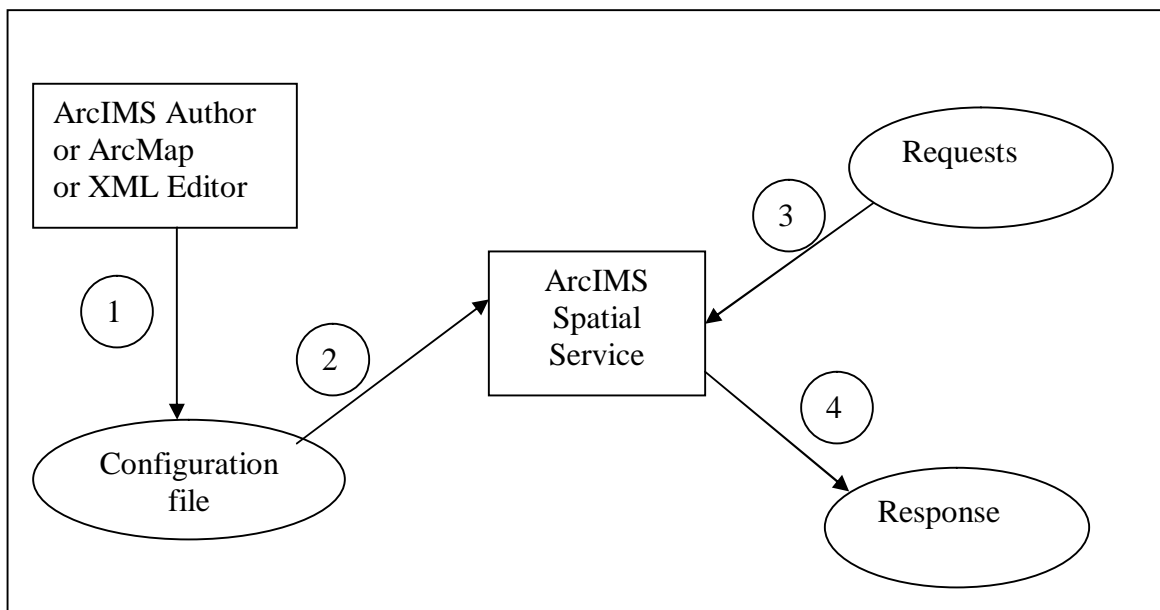 ArcIMS Author
or ArcMap
or XML Editor
Requests
3
ArcIMS
Spatial
Service
1
2
4
Configuration
file
Response